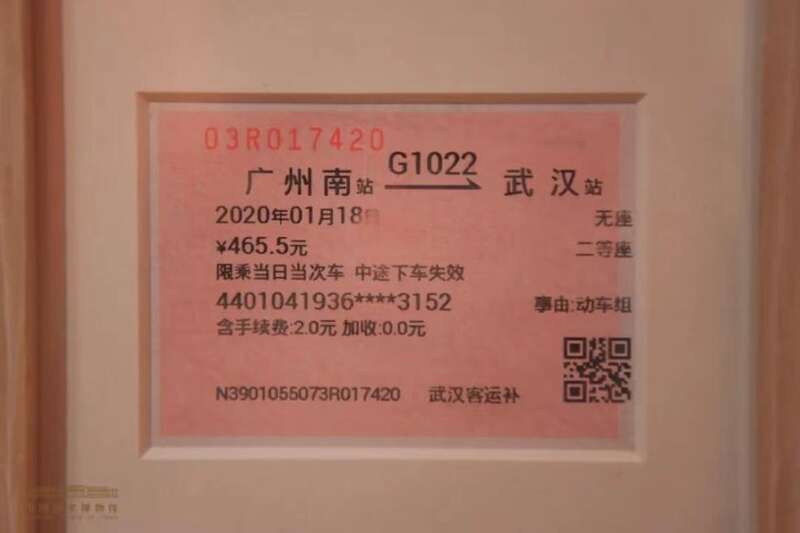 03R017420
广州南站 G1022 武汉站
2020年01月18日 无座
¥465.5元 二等座
限乘当日当次车 中途下车失效
4401041936****3152 事由:动车组
含手续费:2.0元 加收:0.0元
N3901055073R017420 武汉客运补